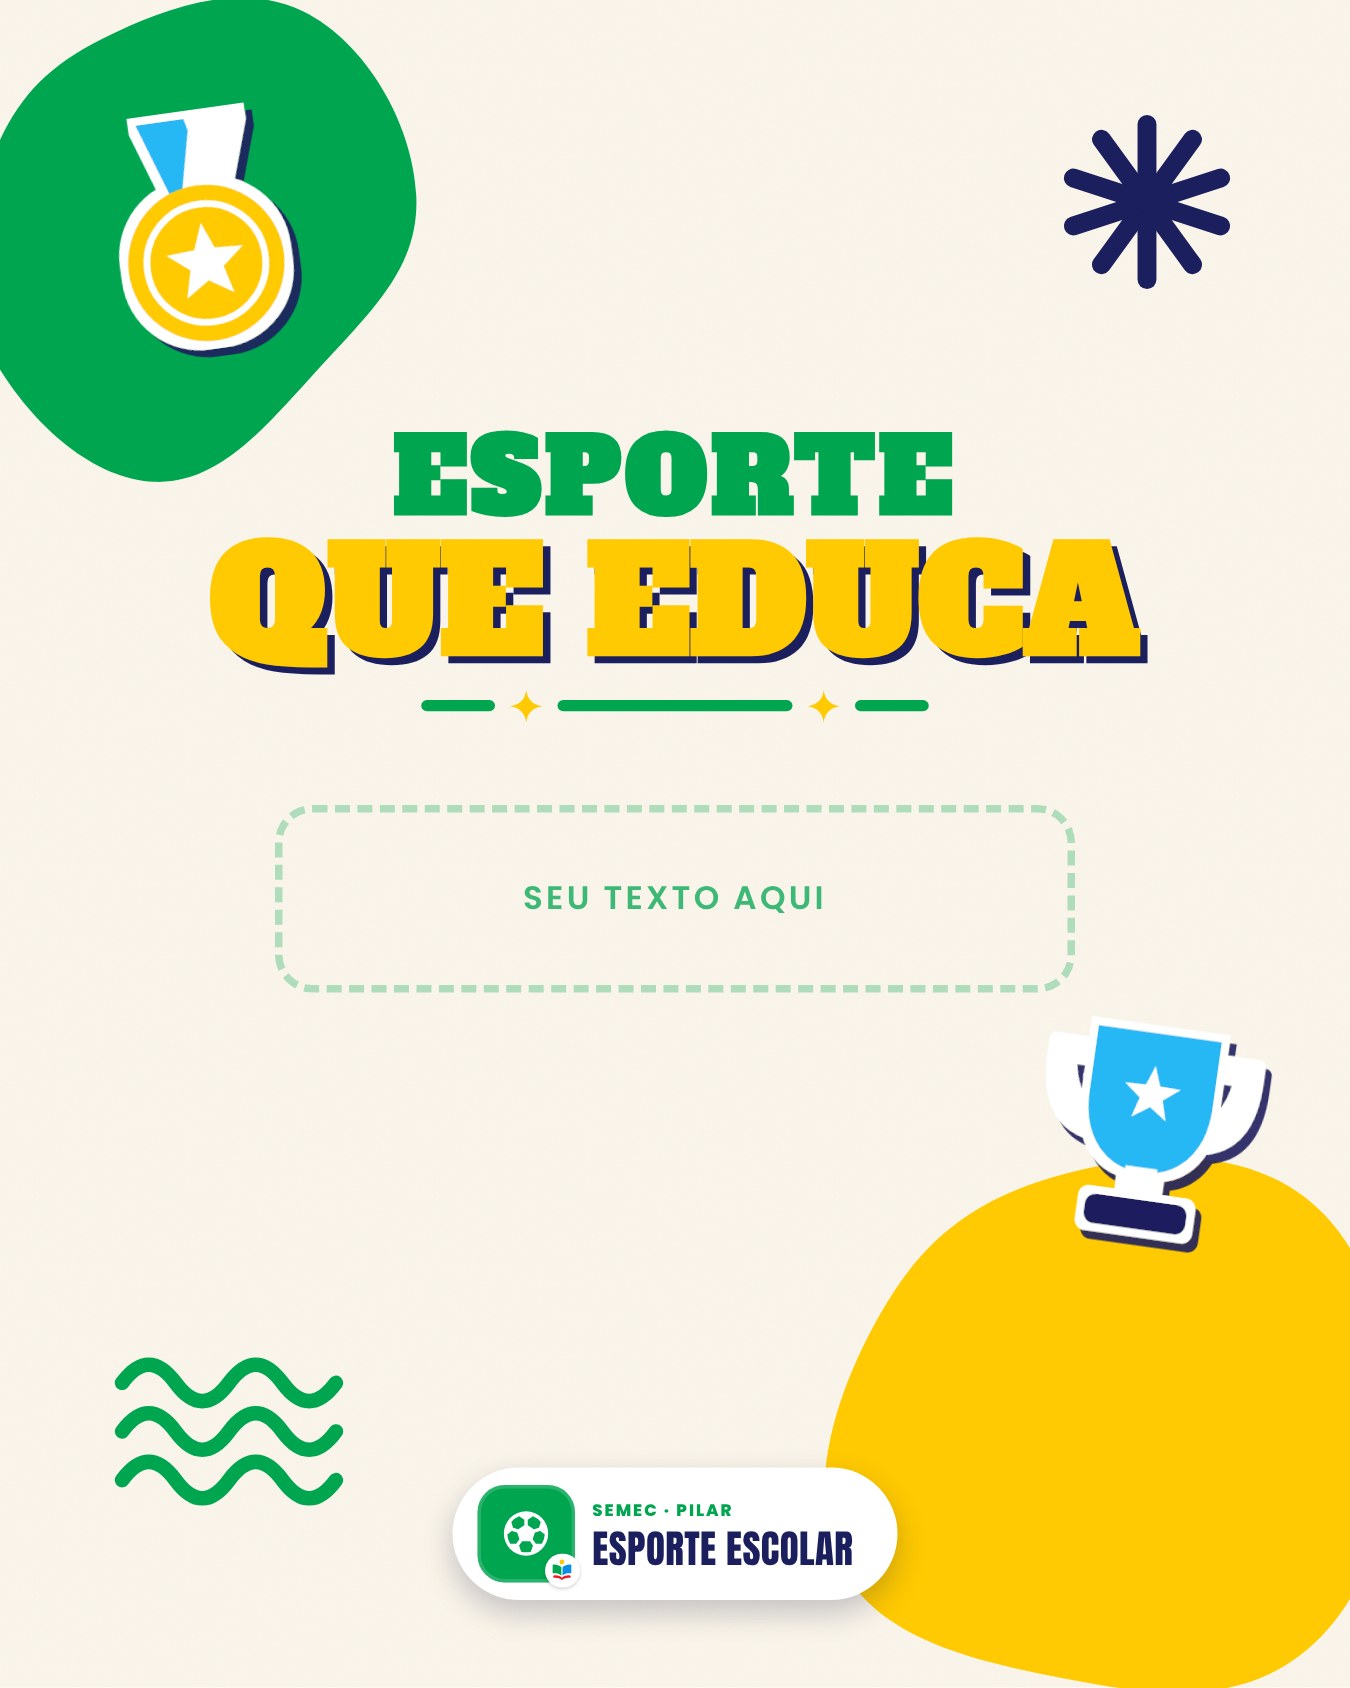 ESPORTE
QUE EDUCA
SEU TEXTO AQUI
SEMEC · PILAR
ESPORTE ESCOLAR